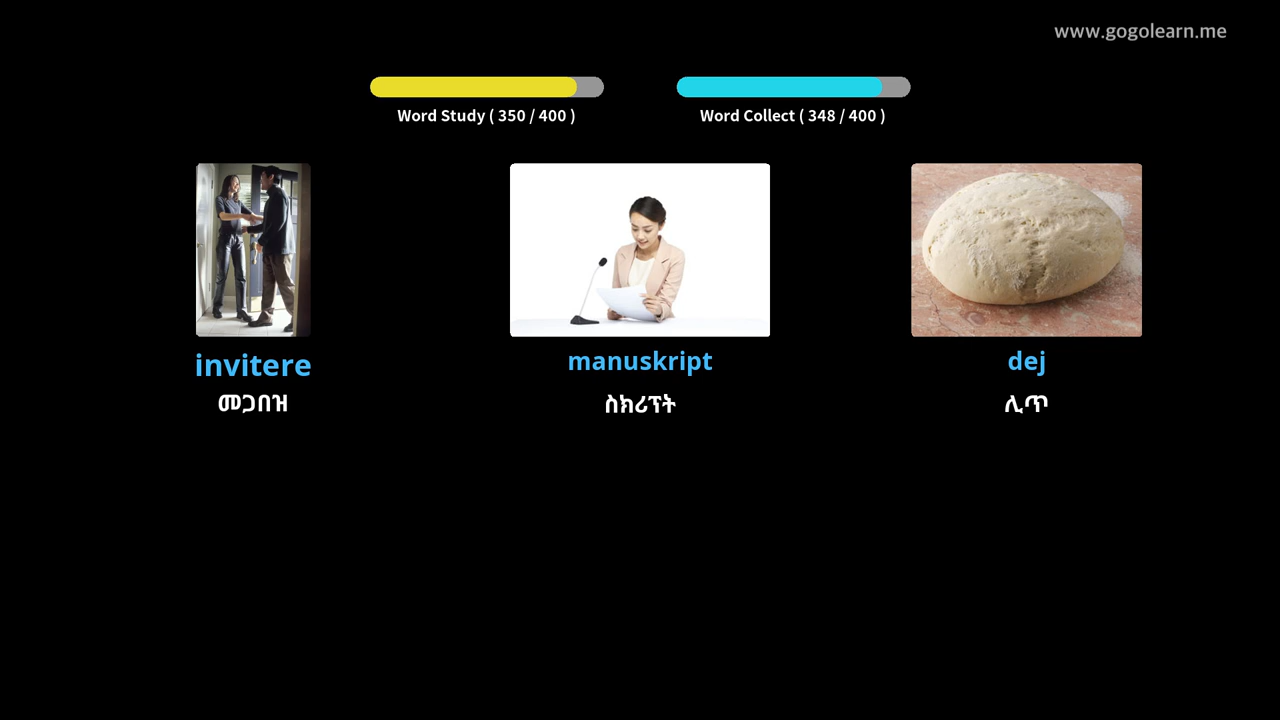 www.gogolearn.me
Word Study ( 350 / 400 )
Word Collect ( 348 / 400 )
invitere
manuskript
dej
መጋበዝ
ስክሪፕት
ሊጥ